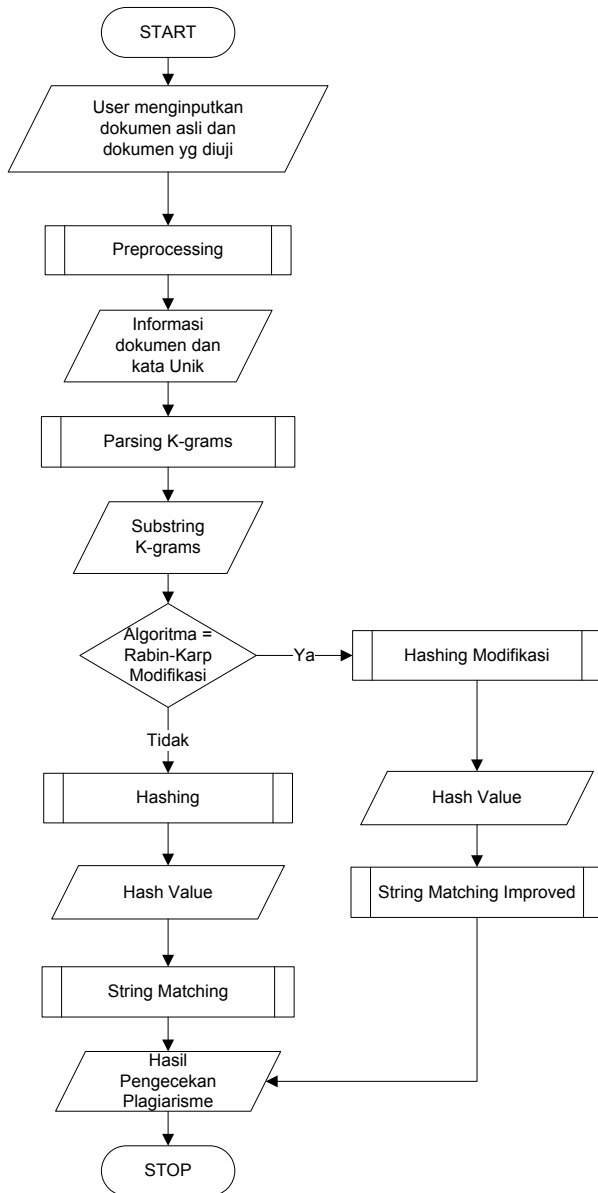 START
User menginputkan
dokumen asli dan
dokumen yg diuji
Preprocessing
Informasi
dokumen dan
kata Unik
Parsing K-grams
Substring
K-grams
Algoritma =
Rabin-Karp
Modifikasi
Ya
Hashing Modifikasi
Tidak
Hashing
Hash Value
Hash Value
String Matching Improved
String Matching
Hasil
Pengecekan
Plagiarisme
STOP